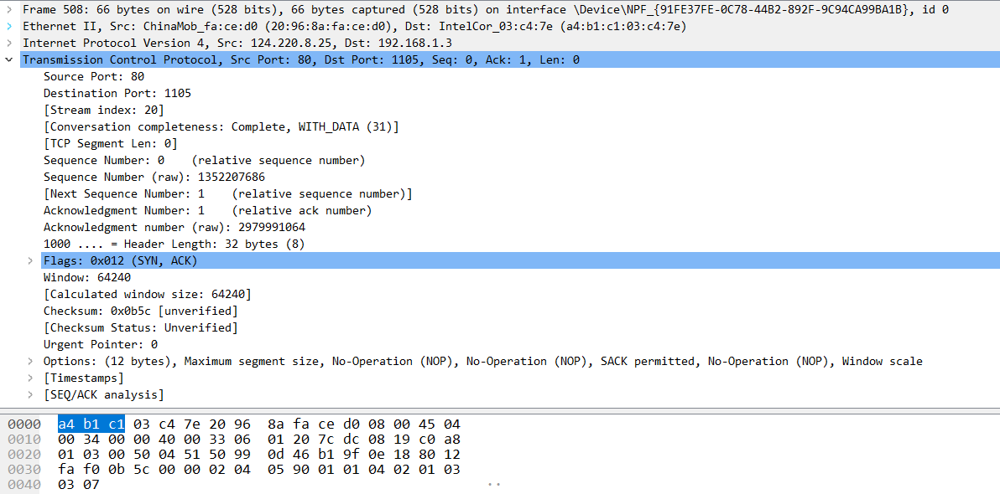 Frame 508: 66 bytes on wire (528 bits), 66 bytes captured (528 bits) on interface \Device\NPF_{91FE37FE-0C78-44B2-892F-9C94CA99BA1B}, id 0
Ethernet II, Src: ChinaMob_fa:ce:d0 (20:96:8a:fa:ce:d0), Dst: IntelCor_03:c4:7e (a4:b1:c1:03:c4:7e)
Internet Protocol Version 4, Src: 124.220.8.25, Dst: 192.168.1.3
Transmission Control Protocol, Src Port: 80, Dst Port: 1105, Seq: 0, Ack: 1, Len: 0
Source Port: 80
Destination Port: 1105
[Stream index: 20]
[Conversation completeness: Complete, WITH_DATA (31)]
[TCP Segment Len: 0]
Sequence Number: 0    (relative sequence number)
Sequence Number (raw): 1352207686
[Next Sequence Number: 1    (relative sequence number)]
Acknowledgment Number: 1    (relative ack number)
Acknowledgment number (raw): 2979991064
1000 .... = Header Length: 32 bytes (8)
Flags: 0x012 (SYN, ACK)
Window: 64240
[Calculated window size: 64240]
Checksum: 0x0b5c [unverified]
[Checksum Status: Unverified]
Urgent Pointer: 0
Options: (12 bytes), Maximum segment size, No-Operation (NOP), No-Operation (NOP), SACK permitted, No-Operation (NOP), Window scale
[Timestamps]
[SEQ/ACK analysis]
0000  a4 b1 c1 03 c4 7e 20 96  8a fa ce d0 08 00 45 04
0010  00 34 00 00 40 00 33 06  01 20 7c dc 08 19 c0 a8
0020  01 03 00 50 04 51 50 99  0d 46 b1 9f 0e 18 80 12
0030  fa f0 0b 5c 00 00 02 04  05 90 01 01 04 02 01 03
0040  03 07